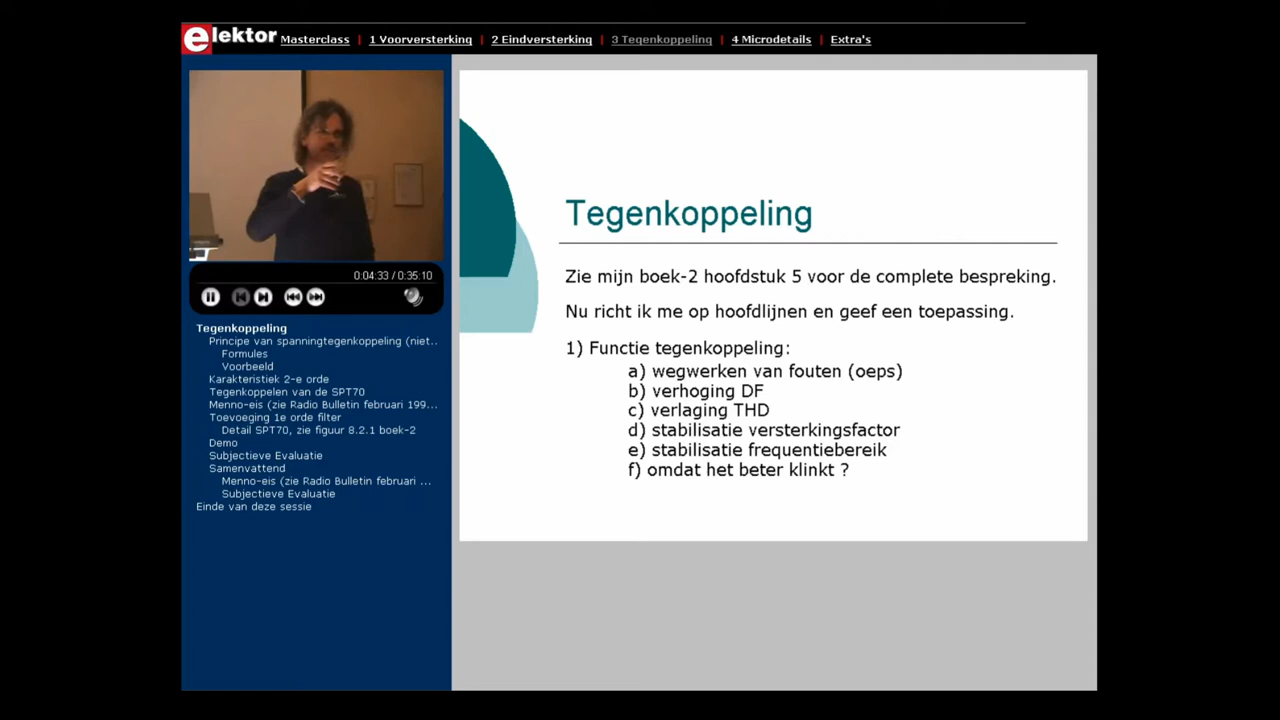 elektor Masterclass | 1 Voorversterking | 2 Eindversterking | 3 Tegenkoppeling | 4 Microdetails | Extra's
0:04:33 / 0:35:10
Tegenkoppeling
Principe van spanningtegenkoppeling (niet..
Formules
Voorbeeld
Karakteristiek 2-e orde
Tegenkoppelen van de SPT70
Menno-eis (zie Radio Bulletin februari 199...
Toevoeging 1e orde filter
Detail SPT70, zie figuur 8.2.1 boek-2
Demo
Subjectieve Evaluatie
Samenvattend
Menno-eis (zie Radio Bulletin februari ...
Subjectieve Evaluatie
Einde van deze sessie
Tegenkoppeling
Zie mijn boek-2 hoofdstuk 5 voor de complete bespreking.
Nu richt ik me op hoofdlijnen en geef een toepassing.
1) Functie tegenkoppeling:
a) wegwerken van fouten (oeps)
b) verhoging DF
c) verlaging THD
d) stabilisatie versterkingsfactor
e) stabilisatie frequentiebereik
f) omdat het beter klinkt ?